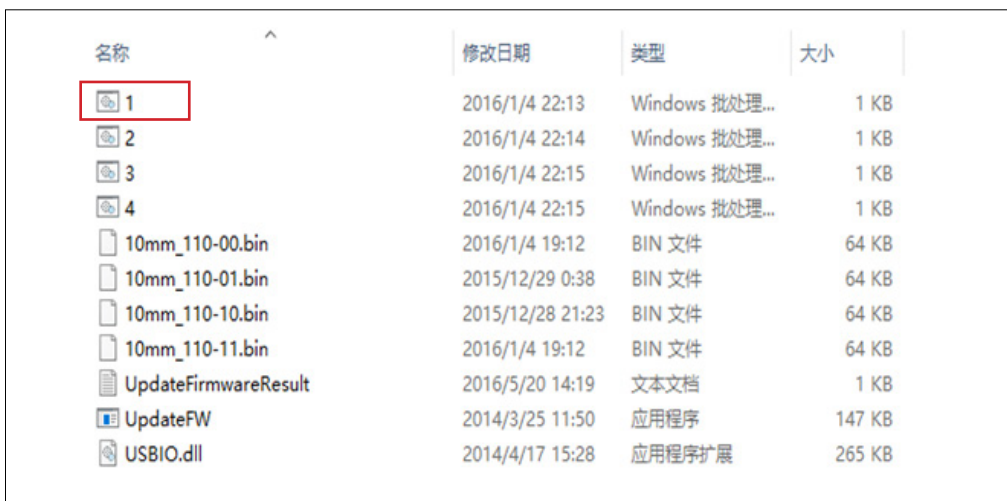 名称 修改日期 类型 大小
1 2016/1/4 22:13 Windows 批处理... 1 KB
2 2016/1/4 22:14 Windows 批处理... 1 KB
3 2016/1/4 22:15 Windows 批处理... 1 KB
4 2016/1/4 22:15 Windows 批处理... 1 KB
10mm_110-00.bin 2016/1/4 19:12 BIN 文件 64 KB
10mm_110-01.bin 2015/12/29 0:38 BIN 文件 64 KB
10mm_110-10.bin 2015/12/28 21:23 BIN 文件 64 KB
10mm_110-11.bin 2016/1/4 19:12 BIN 文件 64 KB
UpdateFirmwareResult 2016/5/20 14:19 文本文档 1 KB
UpdateFW 2014/3/25 11:50 应用程序 147 KB
USBIO.dll 2014/4/17 15:28 应用程序扩展 265 KB